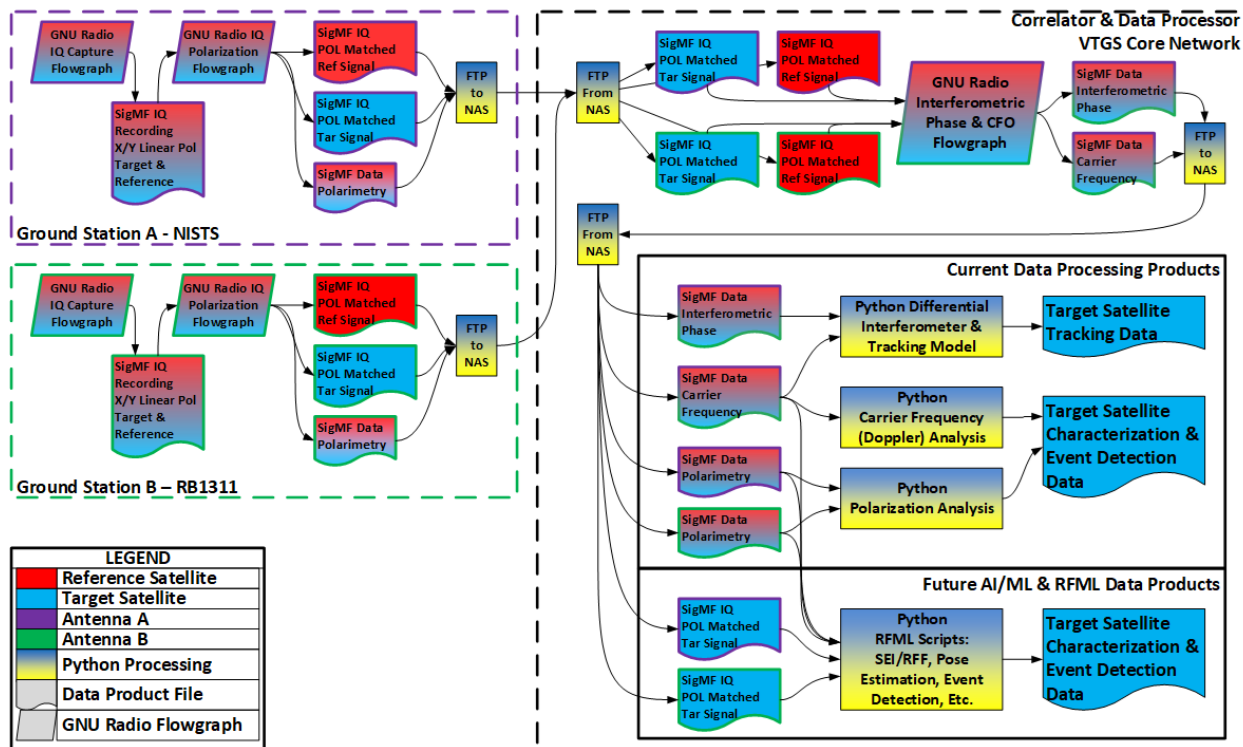 GNU Radio
IQ Capture
Flowgraph
GNU Radio IQ
Polarization
Flowgraph
SigMF IQ
POL Matched
Ref Signal
SigMF IQ
Recording
X/Y Linear Pol
Target &
Reference
SigMF IQ
POL Matched
Tar Signal
SigMF Data
Polarimetry
FTP
to
NAS
Ground Station A - NISTS
GNU Radio
IQ Capture
Flowgraph
GNU Radio IQ
Polarization
Flowgraph
SigMF IQ
POL Matched
Ref Signal
SigMF IQ
Recording
X/Y Linear Pol
Target &
Reference
SigMF IQ
POL Matched
Tar Signal
SigMF Data
Polarimetry
FTP
to
NAS
Ground Station B – RB1311
Correlator & Data Processor
VTGS Core Network
FTP
From
NAS
SigMF IQ
POL Matched
Tar Signal
SigMF IQ
POL Matched
Ref Signal
SigMF IQ
POL Matched
Tar Signal
SigMF IQ
POL Matched
Ref Signal
GNU Radio
Interferometric
Phase & CFO
Flowgraph
SigMF Data
Interferometric
Phase
SigMF Data
Carrier
Frequency
FTP
to
NAS
FTP
From
NAS
Current Data Processing Products
SigMF Data
Interferometric
Phase
Python Differential
Interferometer &
Tracking Model
Target Satellite
Tracking Data
SigMF Data
Carrier
Frequency
Python
Carrier Frequency
(Doppler) Analysis
Target Satellite
Characterization &
Event Detection
Data
SigMF Data
Polarimetry
Python
Polarization Analysis
SigMF Data
Polarimetry
Future AI/ML & RFML Data Products
SigMF IQ
POL Matched
Tar Signal
SigMF IQ
POL Matched
Tar Signal
Python
RFML Scripts:
SEI/RFF, Pose
Estimation, Event
Detection, Etc.
Target Satellite
Characterization &
Event Detection
Data
LEGEND
Reference Satellite
Target Satellite
Antenna A
Antenna B
Python Processing
Data Product File
GNU Radio Flowgraph